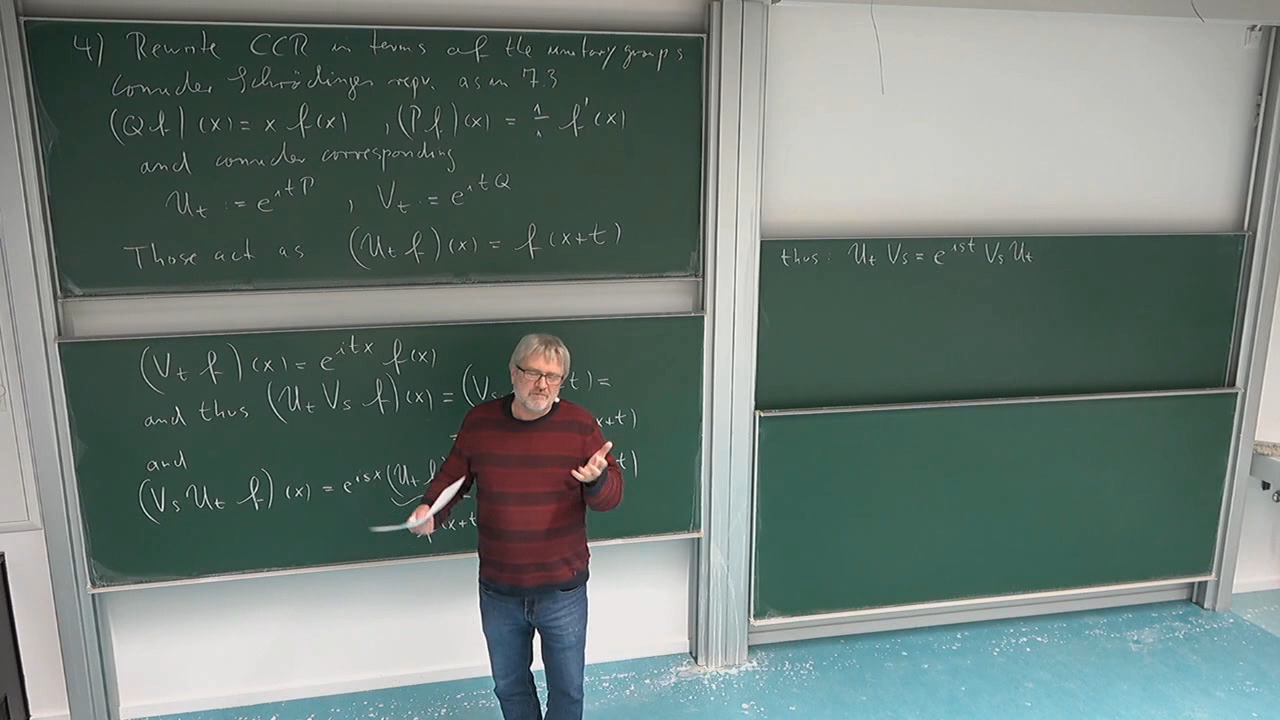 4) Rewrite CCR in terms of the unitary groups
consider Schrödinger repr. as in 7.3
(Q f)(x) = x f(x) , (P f)(x) = 1/i f'(x)
and consider corresponding
U_t := e^{itP} , V_t := e^{itQ}
Those act as (U_t f)(x) = f(x+t)
(V_t f)(x) = e^{itx} f(x)
and thus (U_t V_s f)(x) = (V_s t) =
x+t)
and
(V_s U_t f)(x) = e^{isx} (U_t f t)
(x+t
thus: U_t V_s = e^{ist} V_s U_t